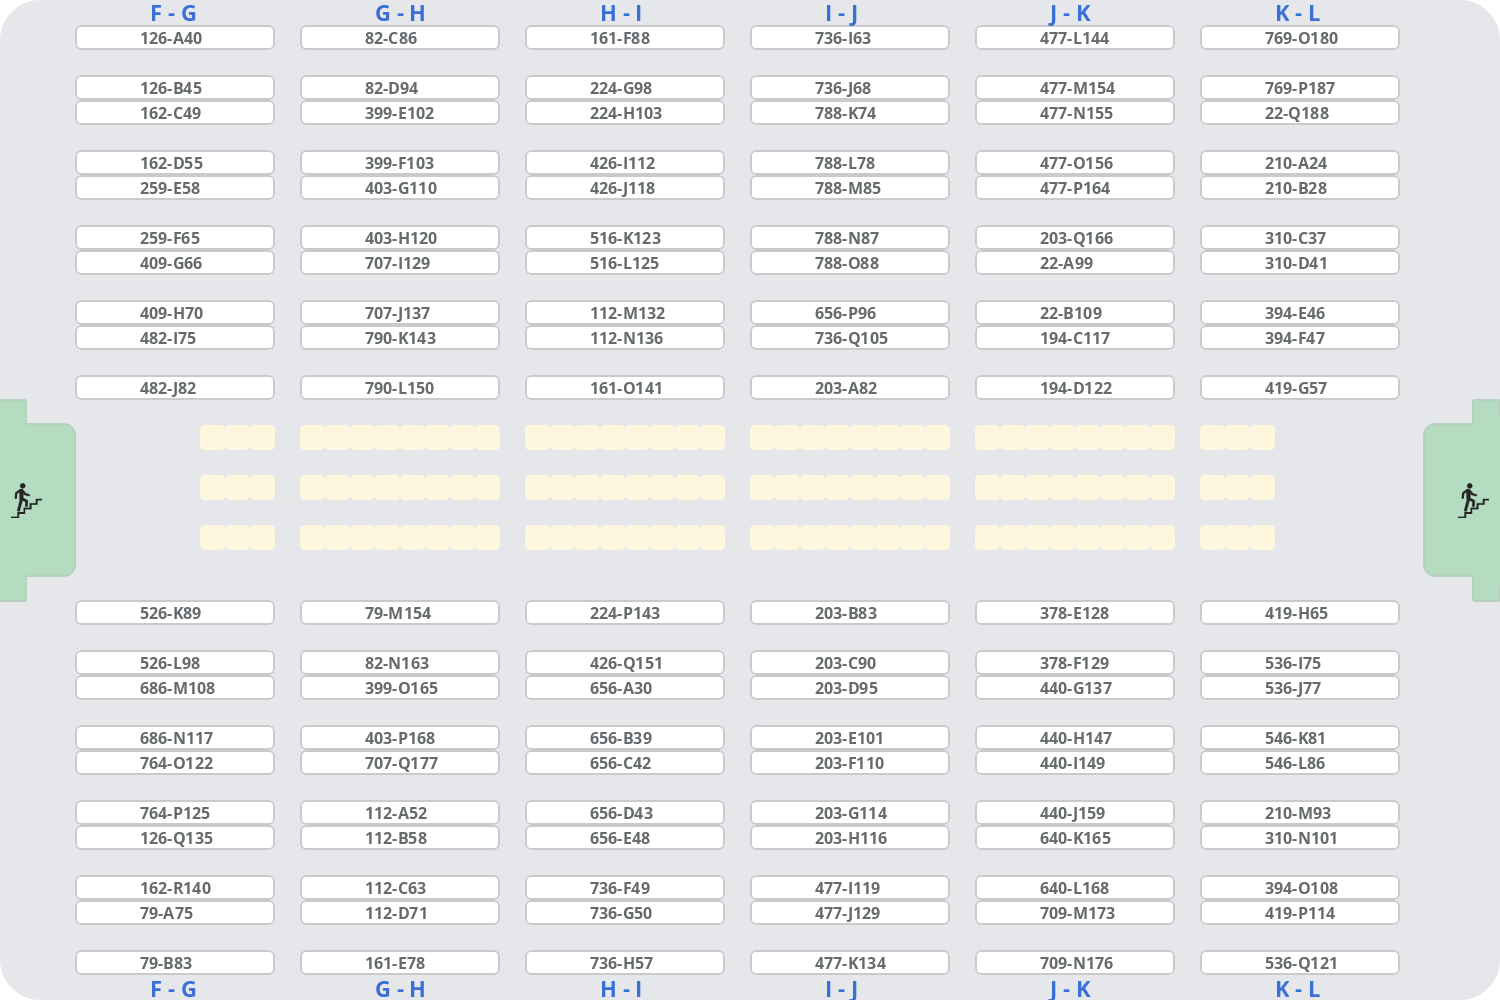 F - G G - H H - I I - J J - K K - L
126-A40 82-C86 161-F88 736-I63 477-L144 769-O180
126-B45 82-D94 224-G98 736-J68 477-M154 769-P187
162-C49 399-E102 224-H103 788-K74 477-N155 22-Q188
162-D55 399-F103 426-I112 788-L78 477-O156 210-A24
259-E58 403-G110 426-J118 788-M85 477-P164 210-B28
259-F65 403-H120 516-K123 788-N87 203-Q166 310-C37
409-G66 707-I129 516-L125 788-O88 22-A99 310-D41
409-H70 707-J137 112-M132 656-P96 22-B109 394-E46
482-I75 790-K143 112-N136 736-Q105 194-C117 394-F47
482-J82 790-L150 161-O141 203-A82 194-D122 419-G57
526-K89 79-M154 224-P143 203-B83 378-E128 419-H65
526-L98 82-N163 426-Q151 203-C90 378-F129 536-I75
686-M108 399-O165 656-A30 203-D95 440-G137 536-J77
686-N117 403-P168 656-B39 203-E101 440-H147 546-K81
764-O122 707-Q177 656-C42 203-F110 440-I149 546-L86
764-P125 112-A52 656-D43 203-G114 440-J159 210-M93
126-Q135 112-B58 656-E48 203-H116 640-K165 310-N101
162-R140 112-C63 736-F49 477-I119 640-L168 394-O108
79-A75 112-D71 736-G50 477-J129 709-M173 419-P114
79-B83 161-E78 736-H57 477-K134 709-N176 536-Q121
F - G G - H H - I I - J J - K K - L